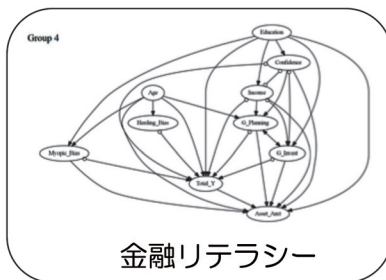 Group 4
Education
Confidence
Age
Income
Herding_Bias
G_Planning
Myopic_Bias
G_Invest
Total_Y
Asset_Amt
金融リテラシー